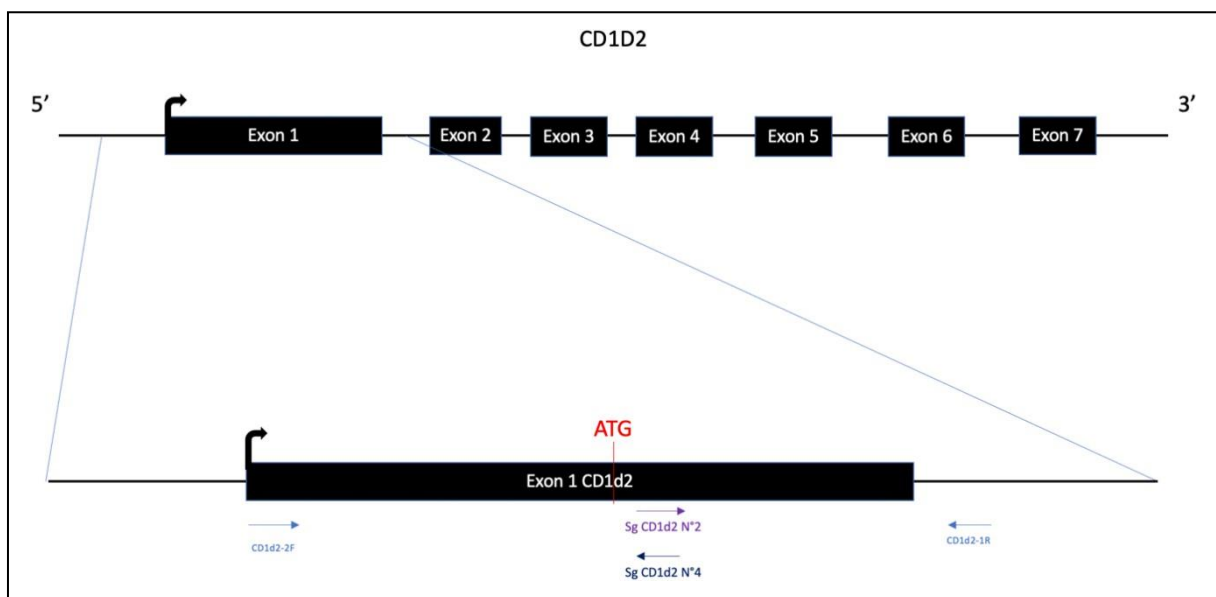 CD1D2
5’
3’
Exon 1
Exon 2
Exon 3
Exon 4
Exon 5
Exon 6
Exon 7
ATG
Exon 1 CD1d2
CD1d2-2F
Sg CD1d2 N°2
CD1d2-1R
Sg CD1d2 N°4